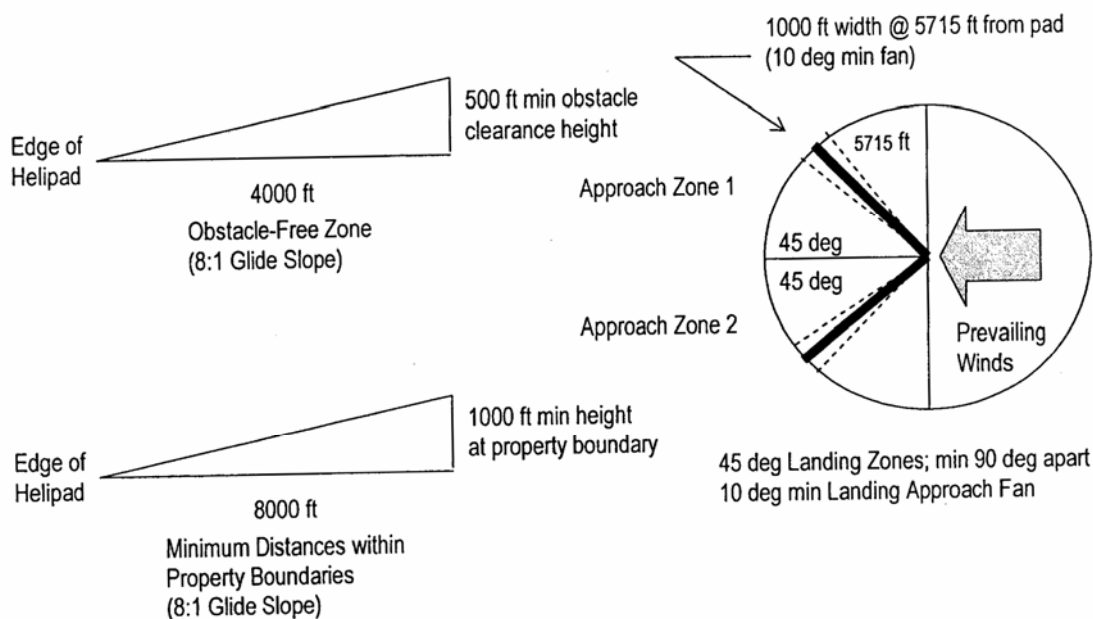 1000 ft width @ 5715 ft from pad
(10 deg min fan)
500 ft min obstacle
clearance height
Edge of
Helipad
4000 ft
Obstacle-Free Zone
(8:1 Glide Slope)
5715 ft
Approach Zone 1
45 deg
45 deg
Approach Zone 2
Prevailing
Winds
1000 ft min height
at property boundary
Edge of
Helipad
8000 ft
Minimum Distances within
Property Boundaries
(8:1 Glide Slope)
45 deg Landing Zones; min 90 deg apart
10 deg min Landing Approach Fan